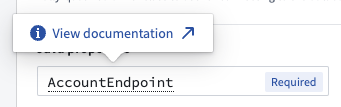 View documentation
AccountEndpoint
Required